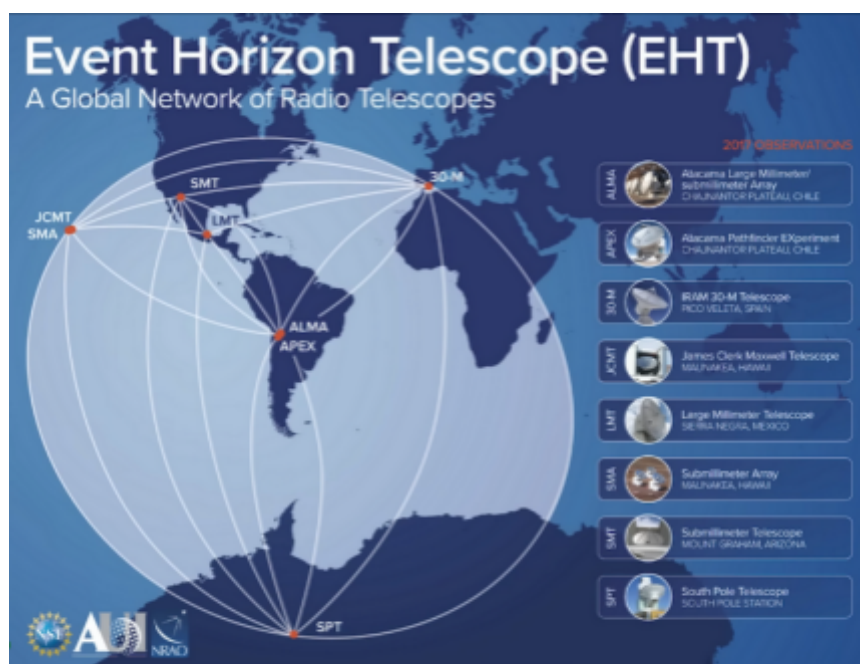 Event Horizon Telescope (EHT)
A Global Network of Radio Telescopes
2017 OBSERVATIONS
SMT
30-M
JCMT
SMA
LMT
ALMA
APEX
SPT
ALMA
Atacama Large Millimeter/
submillimeter Array
CHAJNANTOR PLATEAU, CHILE
APEX
Atacama Pathfinder EXperiment
CHAJNANTOR PLATEAU, CHILE
30-M
IRAM 30-M Telescope
PICO VELETA, SPAIN
JCMT
James Clerk Maxwell Telescope
MAUNAKEA, HAWAII
LMT
Large Millimeter Telescope
SIERRA NEGRA, MEXICO
SMA
Submillimeter Array
MAUNAKEA, HAWAII
SMT
Submillimeter Telescope
MOUNT GRAHAM, ARIZONA
SPT
South Pole Telescope
SOUTH POLE STATION
NSF
AUI
NRAO